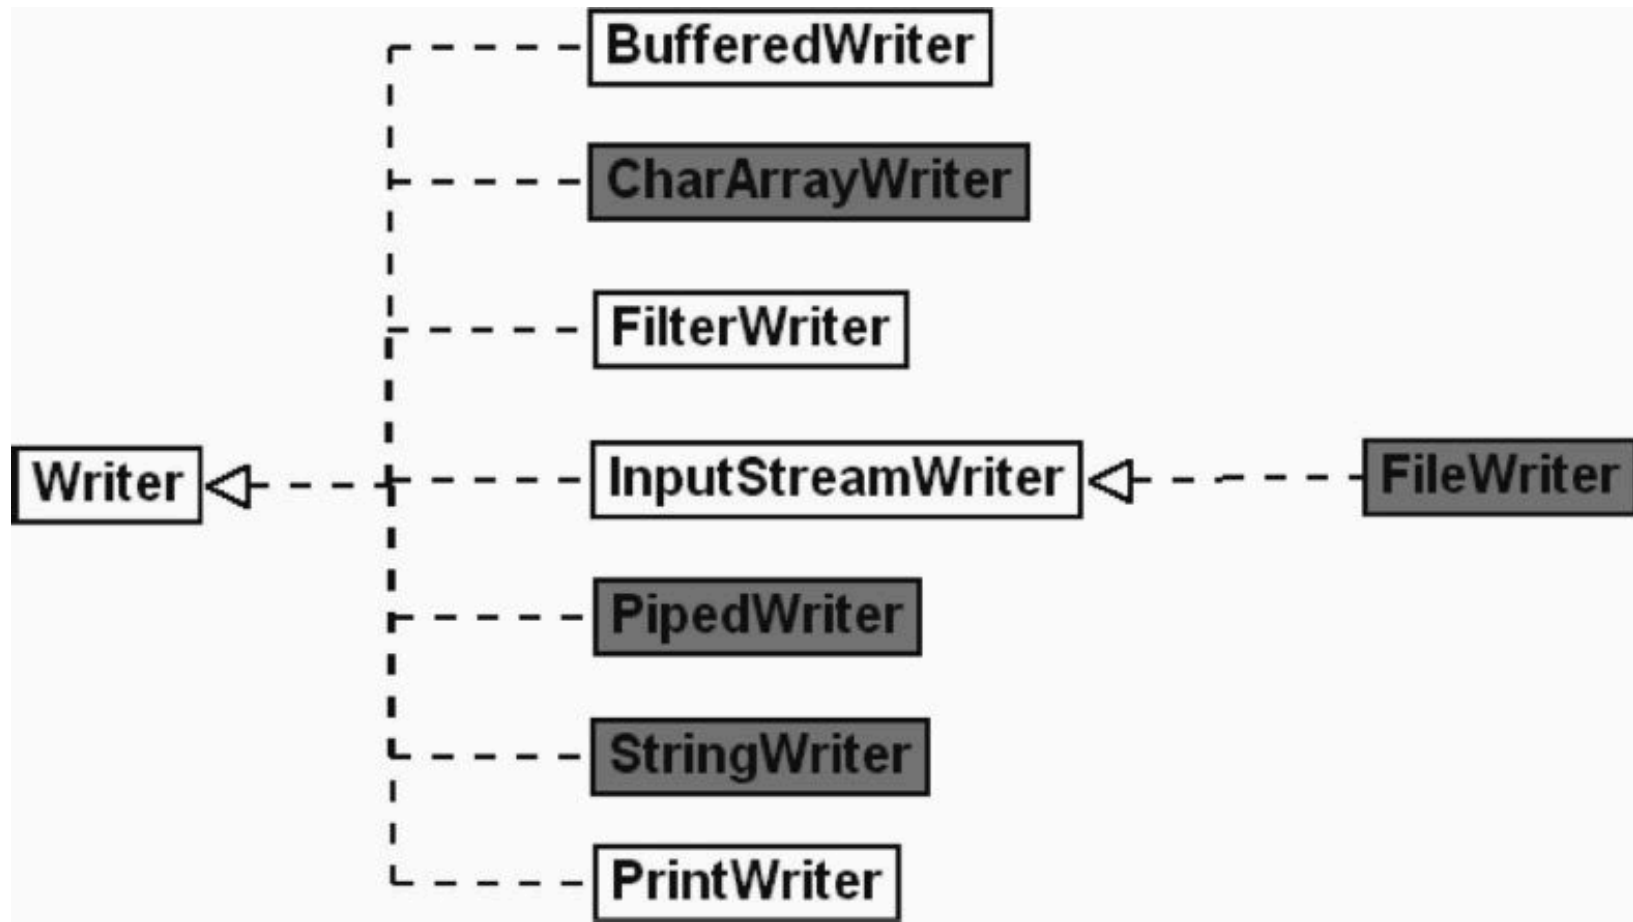 BufferedWriter
CharArrayWriter
FilterWriter
Writer
InputStreamWriter
FileWriter
PipedWriter
StringWriter
PrintWriter